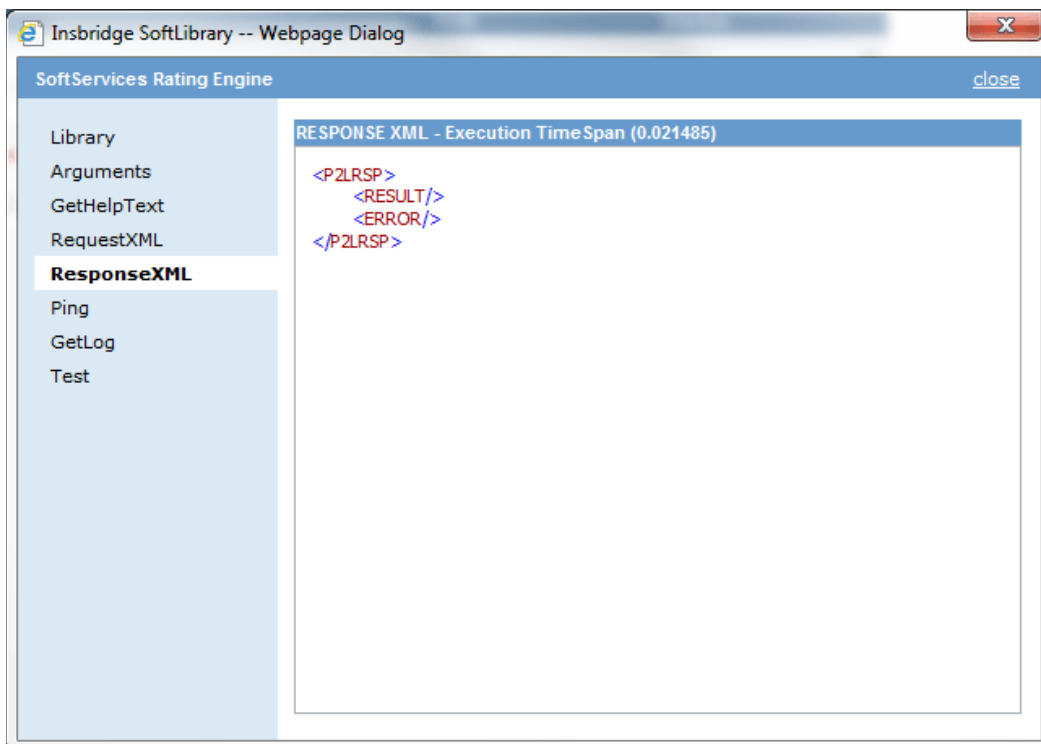 Insbridge SoftLibrary -- Webpage Dialog
SoftServices Rating Engine
close
Library
Arguments
GetHelpText
RequestXML
ResponseXML
Ping
GetLog
Test
RESPONSE XML - Execution TimeSpan (0.021485)
<P2LRSP>
<RESULT/>
<ERROR/>
</P2LRSP>